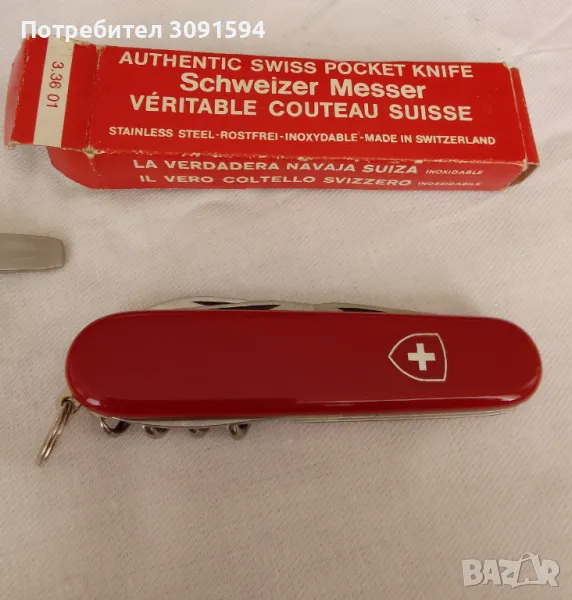 Потребител 3091594
3.36 01
AUTHENTIC SWISS POCKET KNIFE
Schweizer Messer
VÉRITABLE COUTEAU SUISSE
STAINLESS STEEL-ROSTFREI-INOXYDABLE-MADE IN SWITZERLAND
LA VERDADERA NAVAJA SUIZA INOXIDABLE
IL VERO COLTELLO SVIZZERO INOSSIDABILE
BAZAR